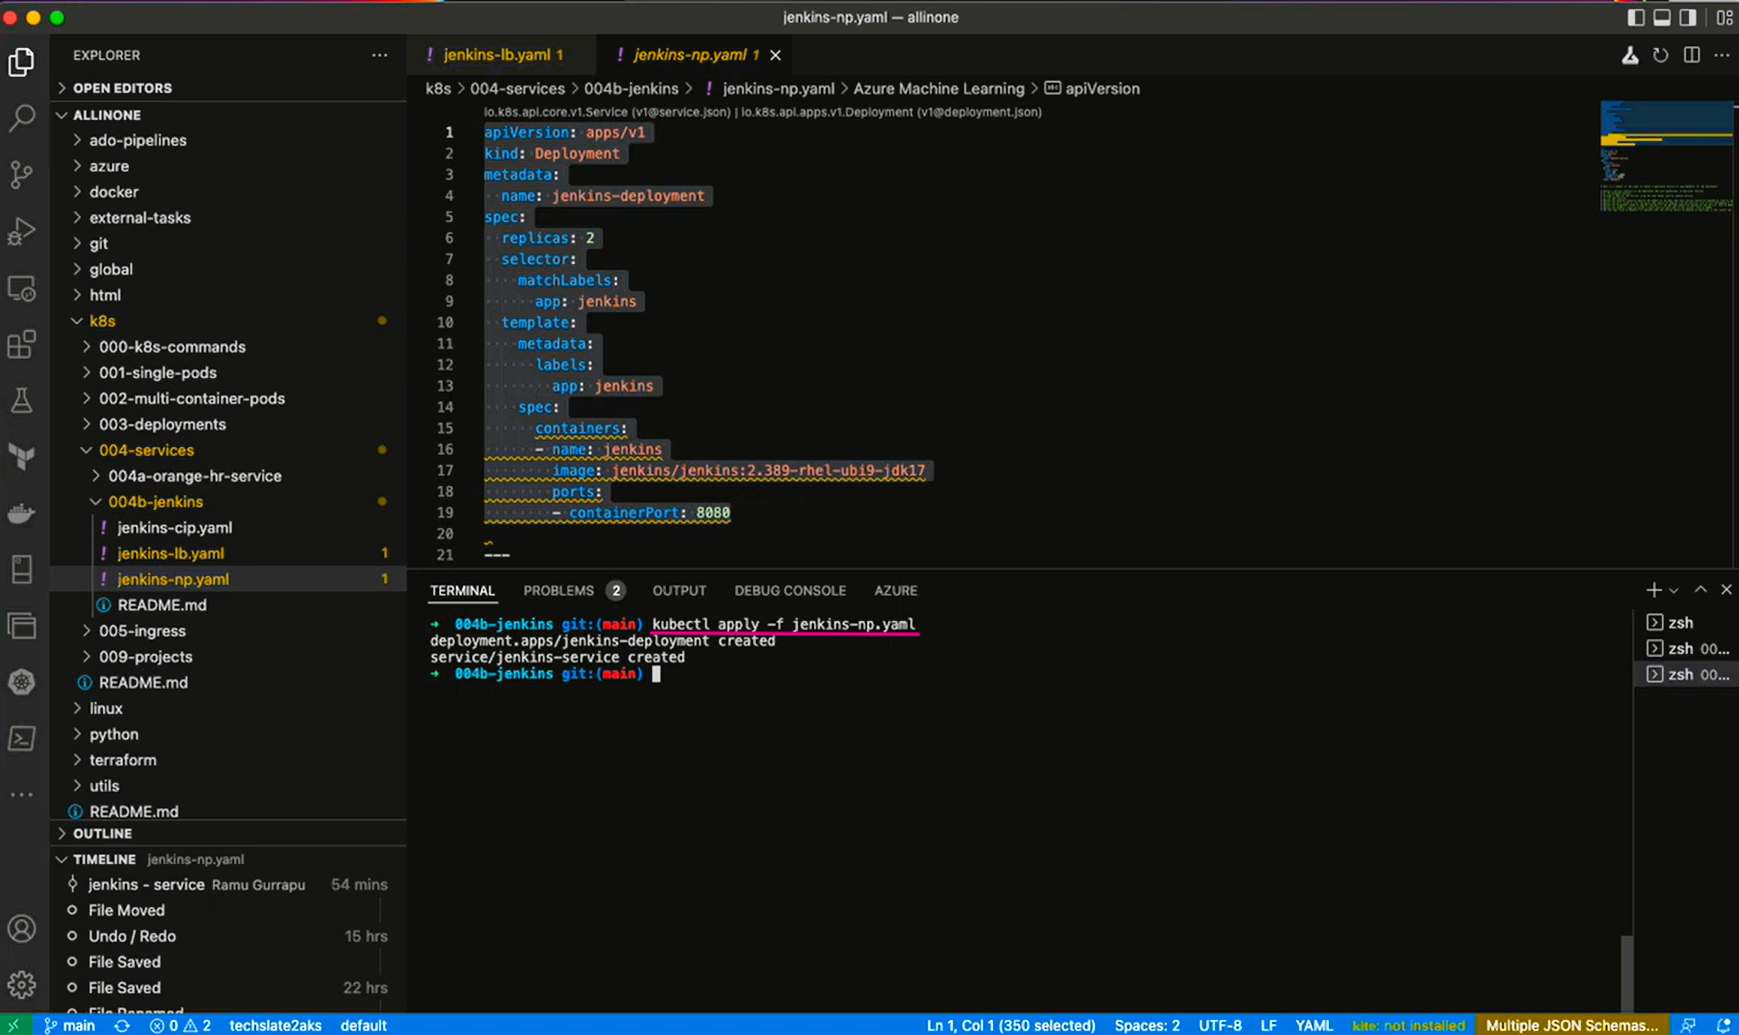 jenkins-np.yaml — allinone
EXPLORER
OPEN EDITORS
ALLINONE
ado-pipelines
azure
docker
external-tasks
git
global
html
k8s
000-k8s-commands
001-single-pods
002-multi-container-pods
003-deployments
004-services
004a-orange-hr-service
004b-jenkins
! jenkins-cip.yaml
! jenkins-lb.yaml 1
! jenkins-np.yaml 1
README.md
005-ingress
009-projects
README.md
linux
python
terraform
utils
README.md
OUTLINE
TIMELINE jenkins-np.yaml
jenkins - service Ramu Gurrapu 54 mins
File Moved
Undo / Redo 15 hrs
File Saved
File Saved 22 hrs
! jenkins-lb.yaml 1
! jenkins-np.yaml 1
k8s > 004-services > 004b-jenkins > ! jenkins-np.yaml > Azure Machine Learning > apiVersion
io.k8s.api.core.v1.Service (v1@service.json) | io.k8s.api.apps.v1.Deployment (v1@deployment.json)
1 apiVersion: apps/v1
2 kind: Deployment
3 metadata:
4 name: jenkins-deployment
5 spec:
6 replicas: 2
7 selector:
8 matchLabels:
9 app: jenkins
10 template:
11 metadata:
12 labels:
13 app: jenkins
14 spec:
15 containers:
16 - name: jenkins
17 image: jenkins/jenkins:2.389-rhel-ubi9-jdk17
18 ports:
19 - containerPort: 8080
20
21 ---
TERMINAL PROBLEMS 2 OUTPUT DEBUG CONSOLE AZURE
→ 004b-jenkins git:(main) kubectl apply -f jenkins-np.yaml
deployment.apps/jenkins-deployment created
service/jenkins-service created
→ 004b-jenkins git:(main)
zsh
zsh 00...
zsh 00...
main 0 2 techslate2aks default Ln 1, Col 1 (350 selected) Spaces: 2 UTF-8 LF YAML kite: not installed Multiple JSON Schemas...